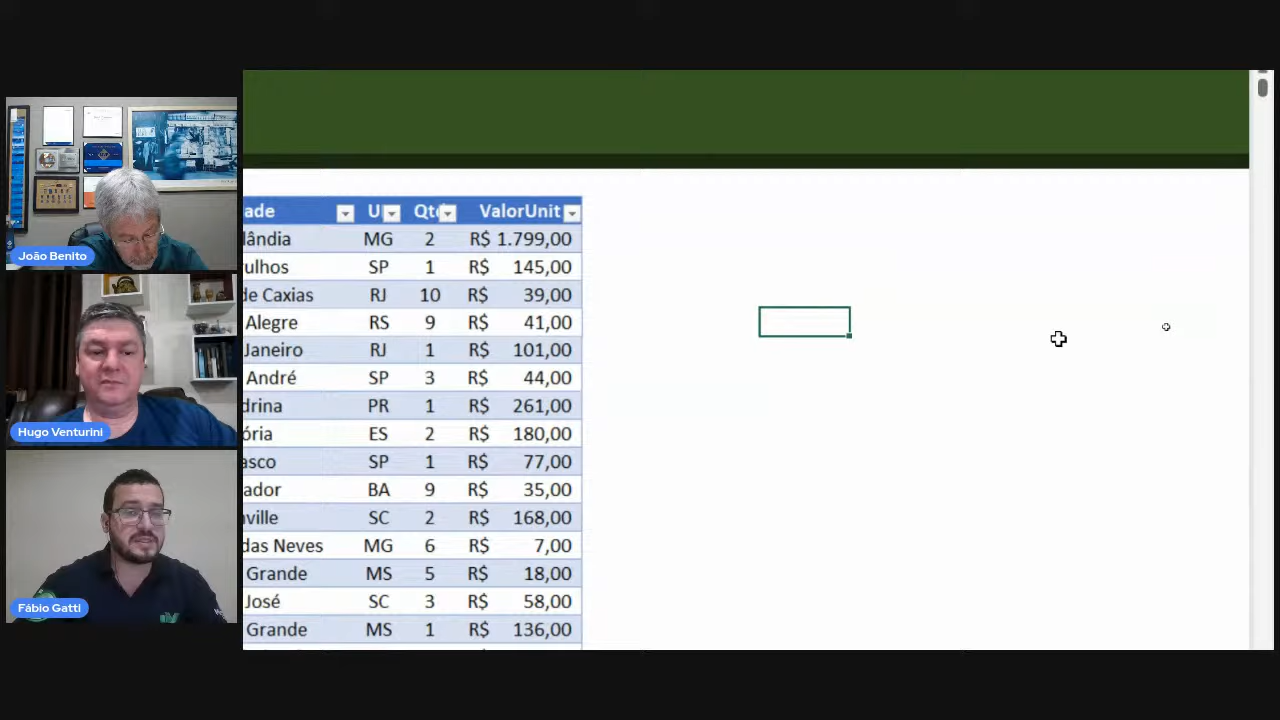 João Benito
Hugo Venturini
Fábio Gatti
ade U Qtd ValorUnit
lândia MG 2 R$ 1.799,00
rulhos SP 1 R$ 145,00
de Caxias RJ 10 R$ 39,00
Alegre RS 9 R$ 41,00
Janeiro RJ 1 R$ 101,00
André SP 3 R$ 44,00
drina PR 1 R$ 261,00
ória ES 2 R$ 180,00
asco SP 1 R$ 77,00
ador BA 9 R$ 35,00
ville SC 2 R$ 168,00
das Neves MG 6 R$ 7,00
Grande MS 5 R$ 18,00
José SC 3 R$ 58,00
Grande MS 1 R$ 136,00